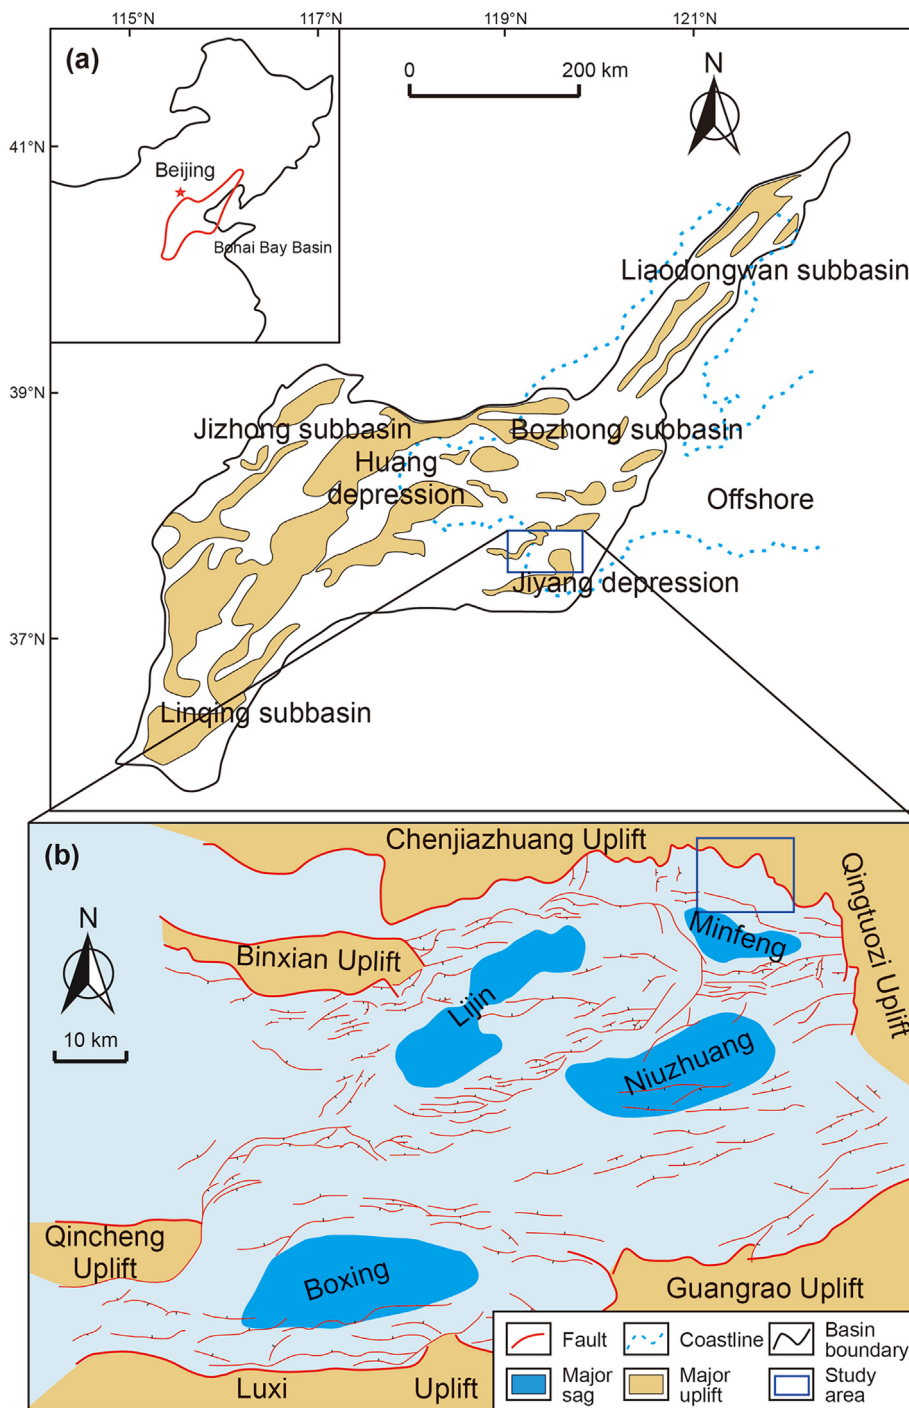 115°N 117°N 119°N 121°N
(a)
0 200 km
N
41°N
Beijing
Bohai Bay Basin
Liaodongwan subbasin
39°N
Jizhong subbasin
Bozhong subbasin
Huang
depression
Offshore
Jiyang depression
37°N
Linqing subbasin
(b)
Chenjiazhuang Uplift
Qingtuozi Uplift
N
Minfeng
Binxian Uplift
Lijin
10 km
Niuzhuang
Qincheng
Uplift
Boxing
Guangrao Uplift
Luxi Uplift
Fault
Coastline
Basin
boundary
Major
sag
Major
uplift
Study
area